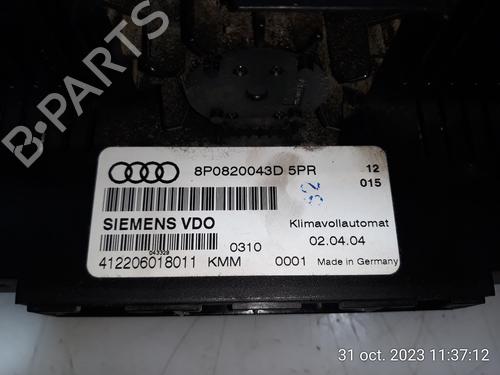 B-PARTS
8P0820043D 5PR
12
015
SIEMENS VDO
Klimavollautomat
043328
0310
02.04.04
412206018011 KMM
0001 Made in Germany
31 oct. 2023 11:37:12